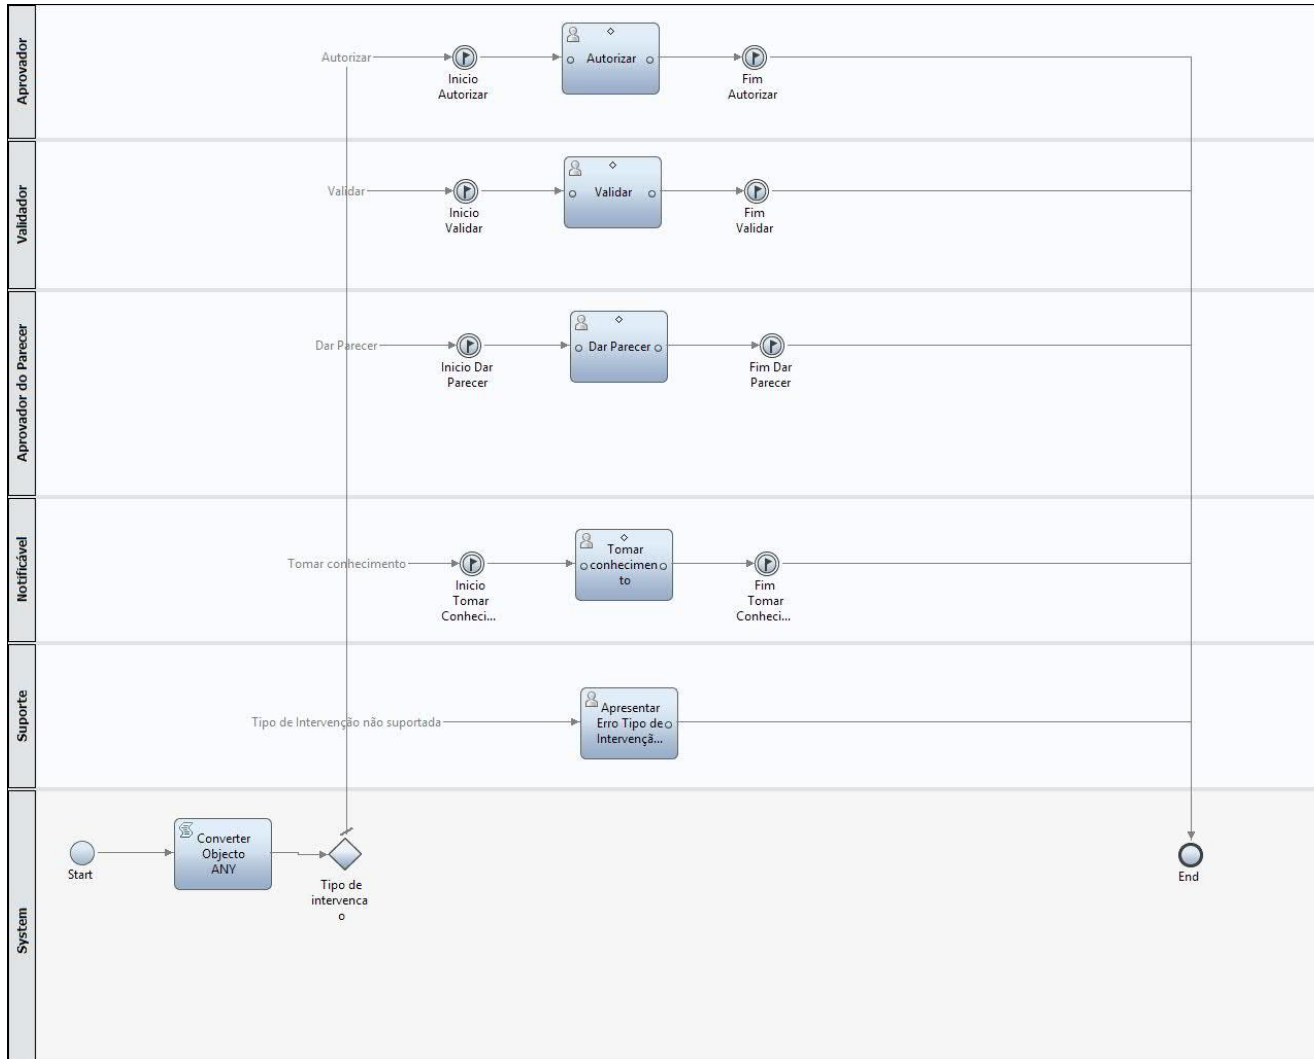 Aprovador
Autorizar
Inicio
Autorizar
Autorizar
Fim
Autorizar
Validador
Validar
Inicio
Validar
Validar
Fim
Validar
Aprovador do Parecer
Dar Parecer
Inicio Dar
Parecer
Dar Parecer
Fim Dar
Parecer
Notificável
Tomar conhecimento
Inicio
Tomar
Conheci...
Tomar
conhecimen
to
Fim
Tomar
Conheci...
Suporte
Tipo de Intervenção não suportada
Apresentar
Erro Tipo de
Intervençã...
System
Start
Converter
Objecto
ANY
Tipo de
intervenca
o
End